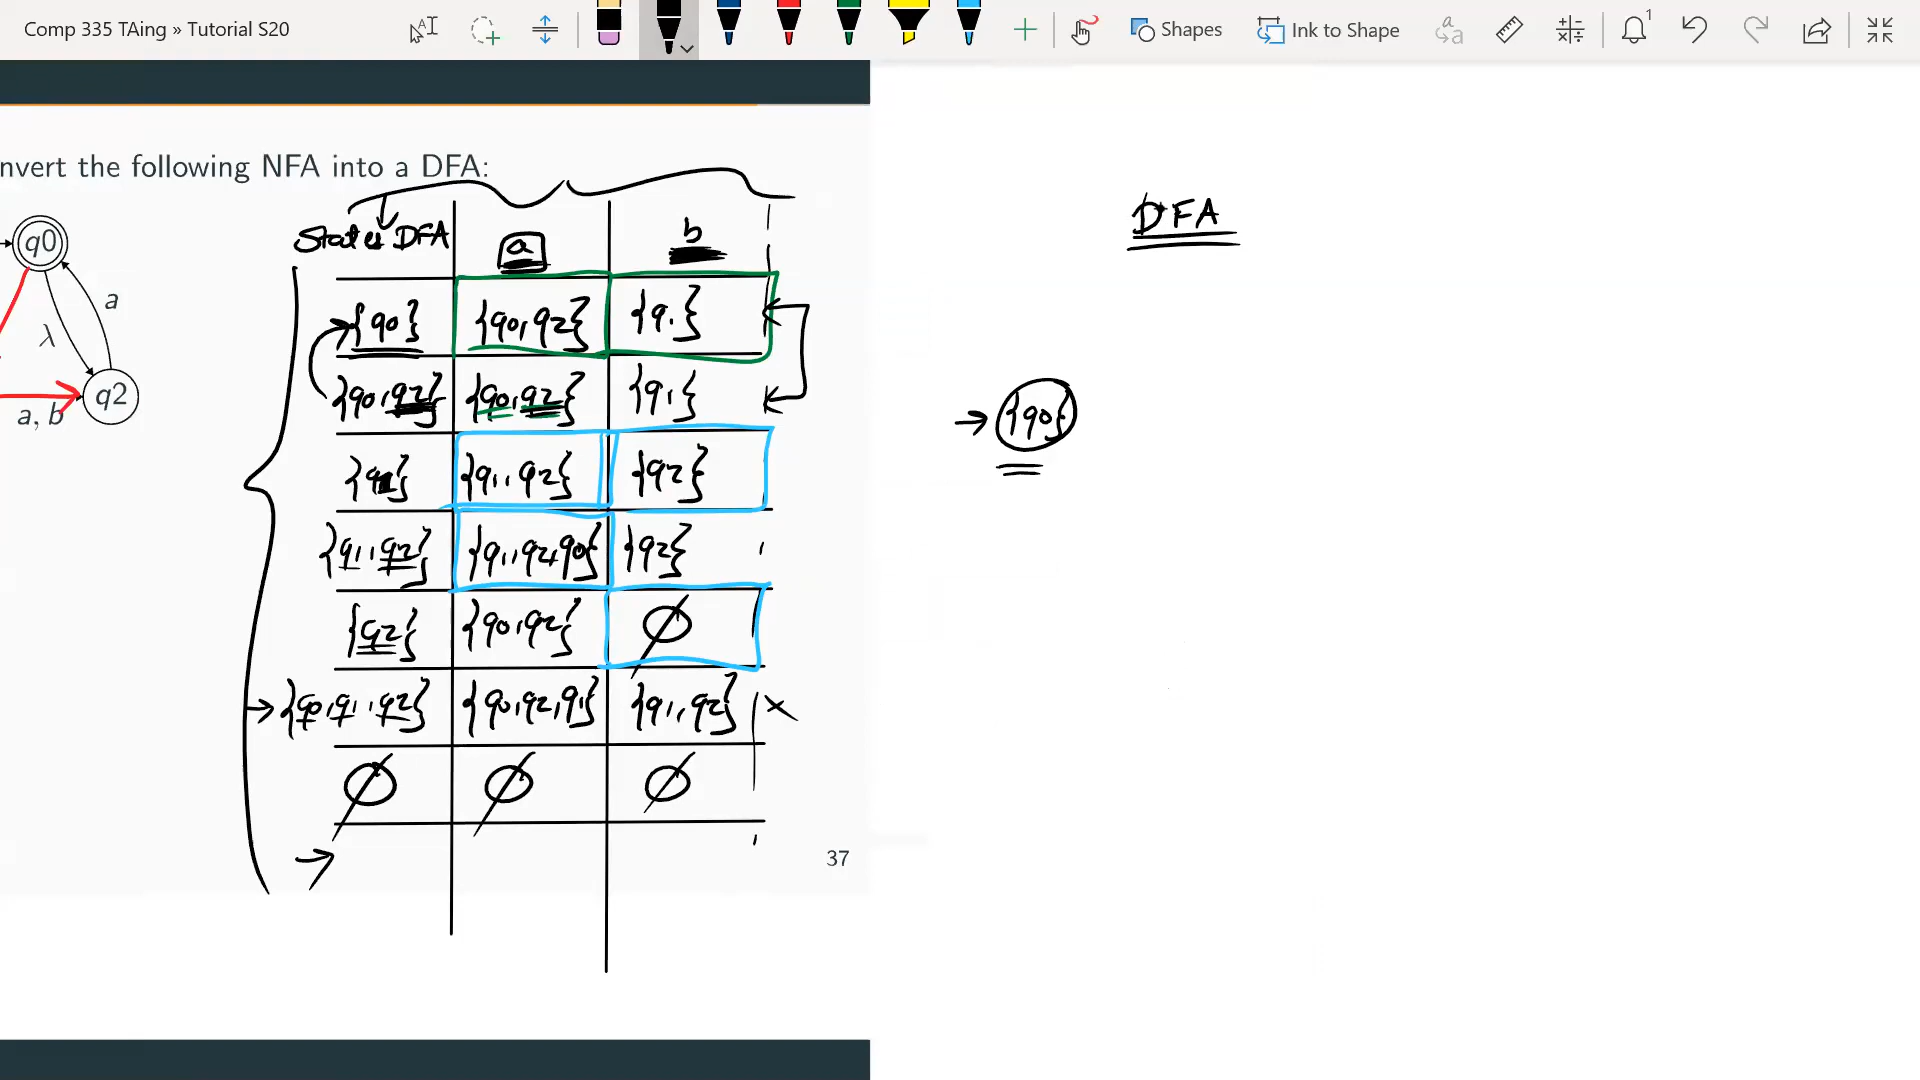 Comp 335 TAing » Tutorial S20
Shapes
Ink to Shape
1
nvert the following NFA into a DFA:
q0
a
λ
q2
a, b
States DFA a b
{q0} {q0,q2} {q1}
{q0,q2} {q0,q2} {q1}
{q1} {q1,q2} {q2}
{q1,q2} {q1,q2,q0} {q2}
{q2} {q0,q2} ∅
→{q0,q1,q2} {q0,q2,q1} {q1,q2} ×
∅ ∅ ∅
→
37
DFA
→ {q0}